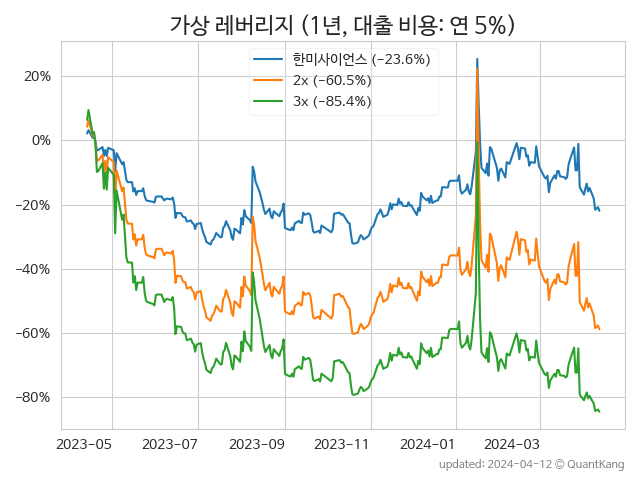 가상 레버리지 (1년, 대출 비용: 연 5%)
한미사이언스 (−23.6%)
2x (−60.5%)
3x (−85.4%)
20%
0%
−20%
−40%
−60%
−80%
2023-05
2023-07
2023-09
2023-11
2024-01
2024-03
updated: 2024-04-12 © QuantKang